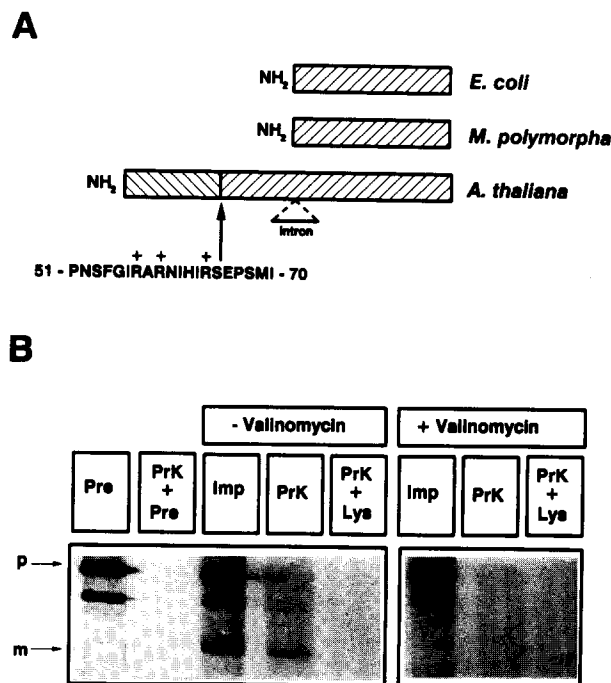 A
NH2 E. coli
NH2 M. polymorpha
NH2 A. thaliana
Intron
+ + +
51 - PNSFGIRARNIHIRSEPSMI - 70
B
- Valinomycin + Valinomycin
Pre PrK + Pre Imp PrK PrK + Lys Imp PrK PrK + Lys
p
m